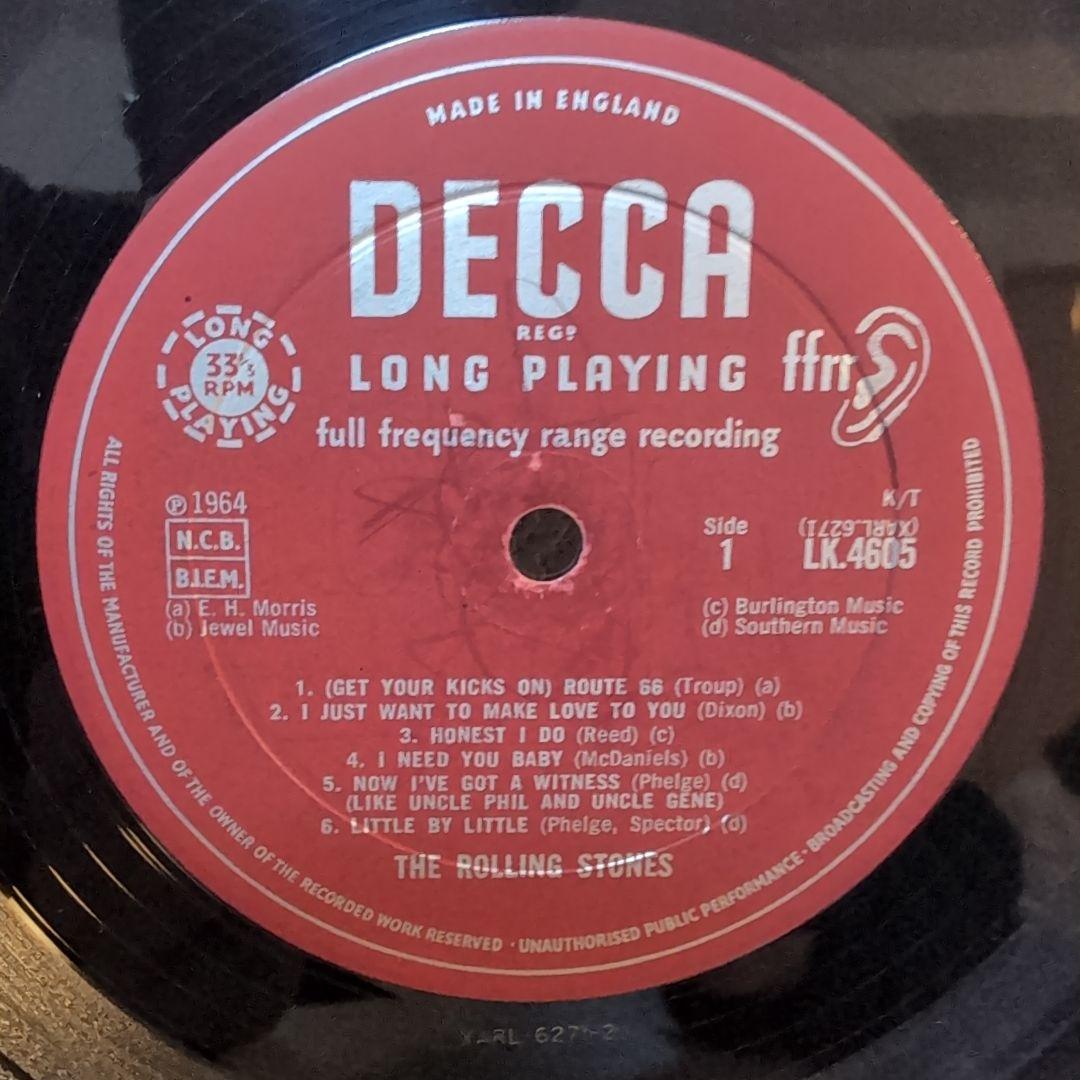 MADE IN ENGLAND
DECCA
REGD
LONG PLAYING
LONG
33⅓
RPM
PLAYING
ffrr
full frequency range recording
℗ 1964
N.C.B.
B.I.E.M.
(a) E. H. Morris
(b) Jewel Music
K/T
Side
1
(XARL.6271)
LK.4605
(c) Burlington Music
(d) Southern Music
1. (GET YOUR KICKS ON) ROUTE 66 (Troup) (a)
2. I JUST WANT TO MAKE LOVE TO YOU (Dixon) (b)
3. HONEST I DO (Reed) (c)
4. I NEED YOU BABY (McDaniels) (b)
5. NOW I'VE GOT A WITNESS (Phelge) (d)
(LIKE UNCLE PHIL AND UNCLE GENE)
6. LITTLE BY LITTLE (Phelge, Spector) (d)
THE ROLLING STONES
ALL RIGHTS OF THE MANUFACTURER AND OF THE OWNER OF THE RECORDED WORK RESERVED · UNAUTHORISED PUBLIC PERFORMANCE · BROADCASTING AND COPYING OF THIS RECORD PROHIBITED